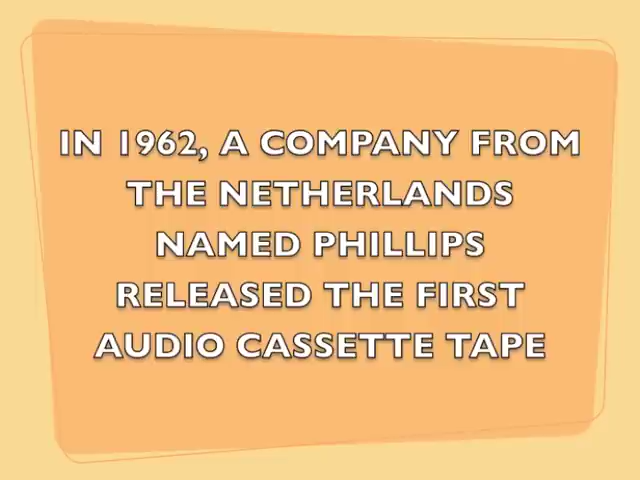 IN 1962, A COMPANY FROM
THE NETHERLANDS
NAMED PHILLIPS
RELEASED THE FIRST
AUDIO CASSETTE TAPE